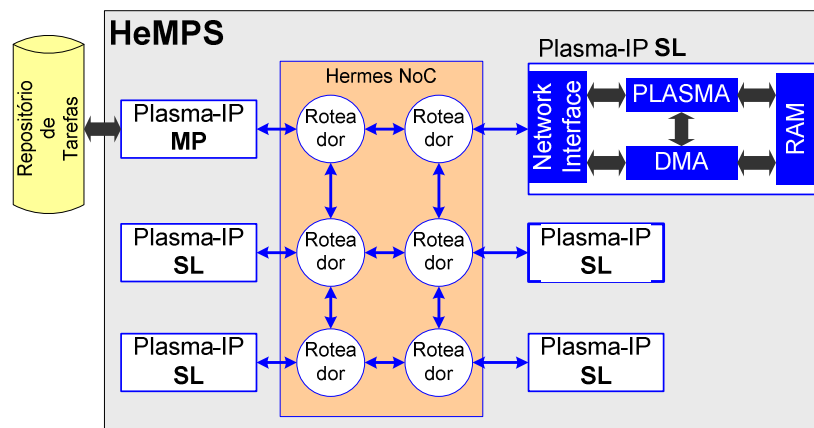 HeMPS
Plasma-IP SL
Hermes NoC
Repositório
de
Tarefas
Plasma-IP
MP
Rotea
dor
Rotea
dor
Network
Interface
PLASMA
DMA
RAM
Plasma-IP
SL
Rotea
dor
Rotea
dor
Plasma-IP
SL
Plasma-IP
SL
Rotea
dor
Rotea
dor
Plasma-IP
SL